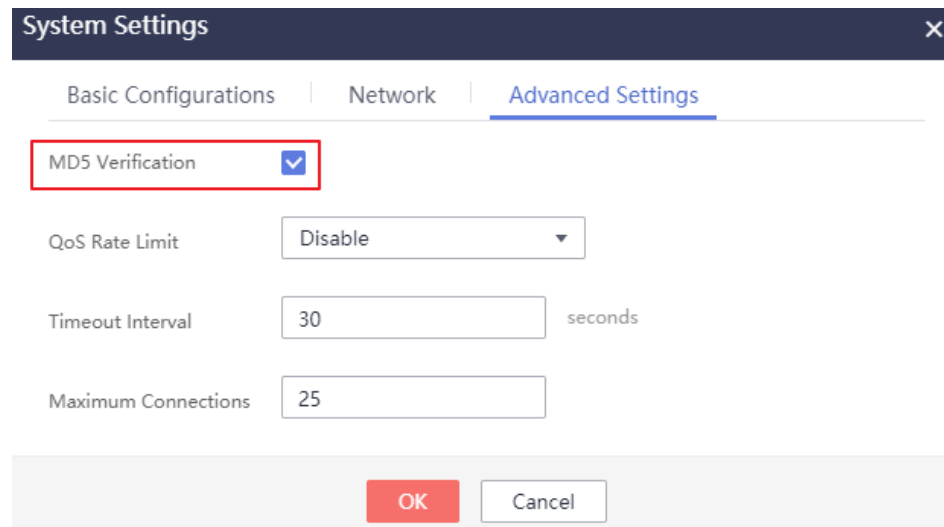 System Settings
Basic Configurations Network Advanced Settings
MD5 Verification
QoS Rate Limit Disable
Timeout Interval 30 seconds
Maximum Connections 25
OK Cancel